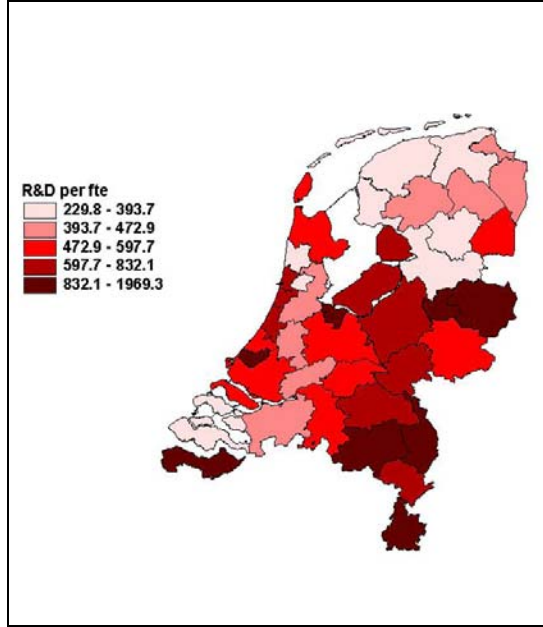 R&D per fte
229.8 - 393.7
393.7 - 472.9
472.9 - 597.7
597.7 - 832.1
832.1 - 1969.3